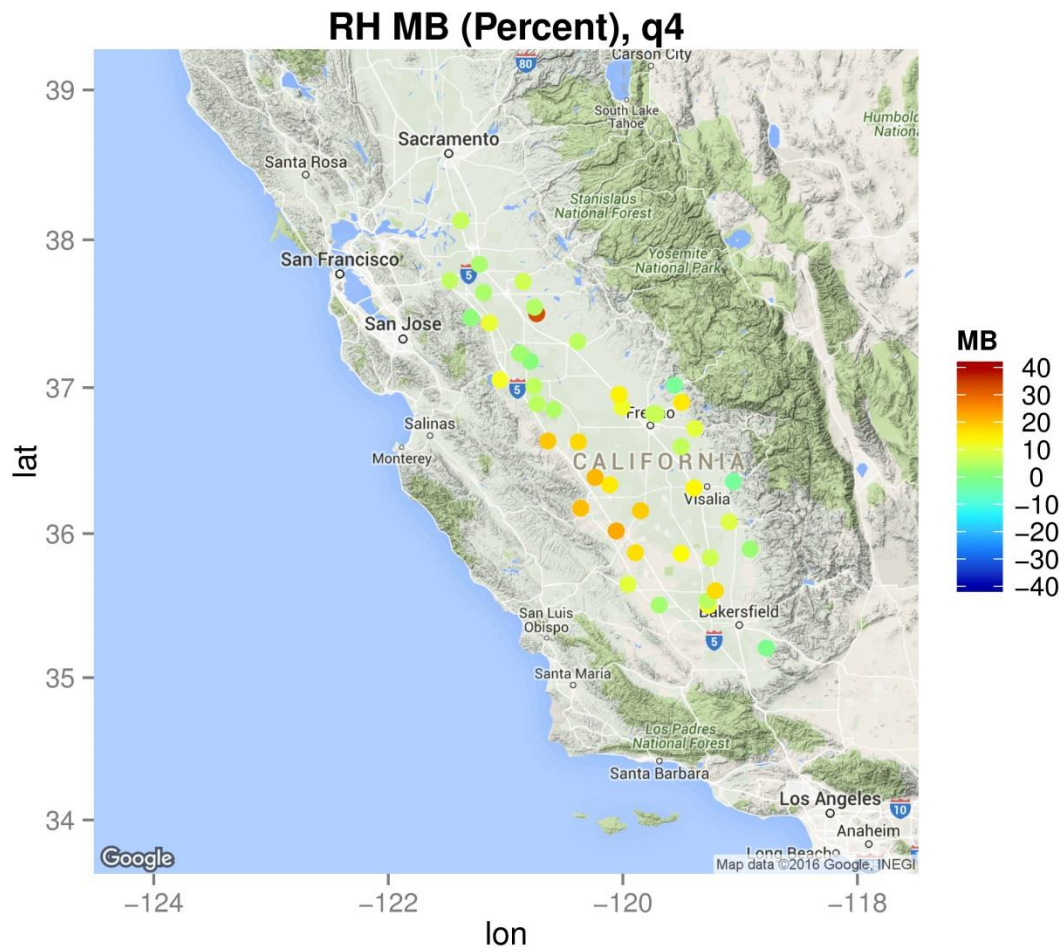 RH MB (Percent), q4
39
38
37
36
35
34
lat
−124
−122
−120
−118
lon
80
Carson City
South Lake
Tahoe
Sacramento
Santa Rosa
Stanislaus
National Forest
San Francisco
5
Yosemite
National Park
San Jose
5
Fresno
Salinas
Monterey
CALIFORNIA
Visalia
San Luis
Obispo
Bakersfield
5
Santa Maria
Los Padres
National Forest
Santa Barbara
Los Angeles
10
Anaheim
Long Beach
Google
Map data ©2016 Google, INEGI
MB
40
30
20
10
0
−10
−20
−30
−40